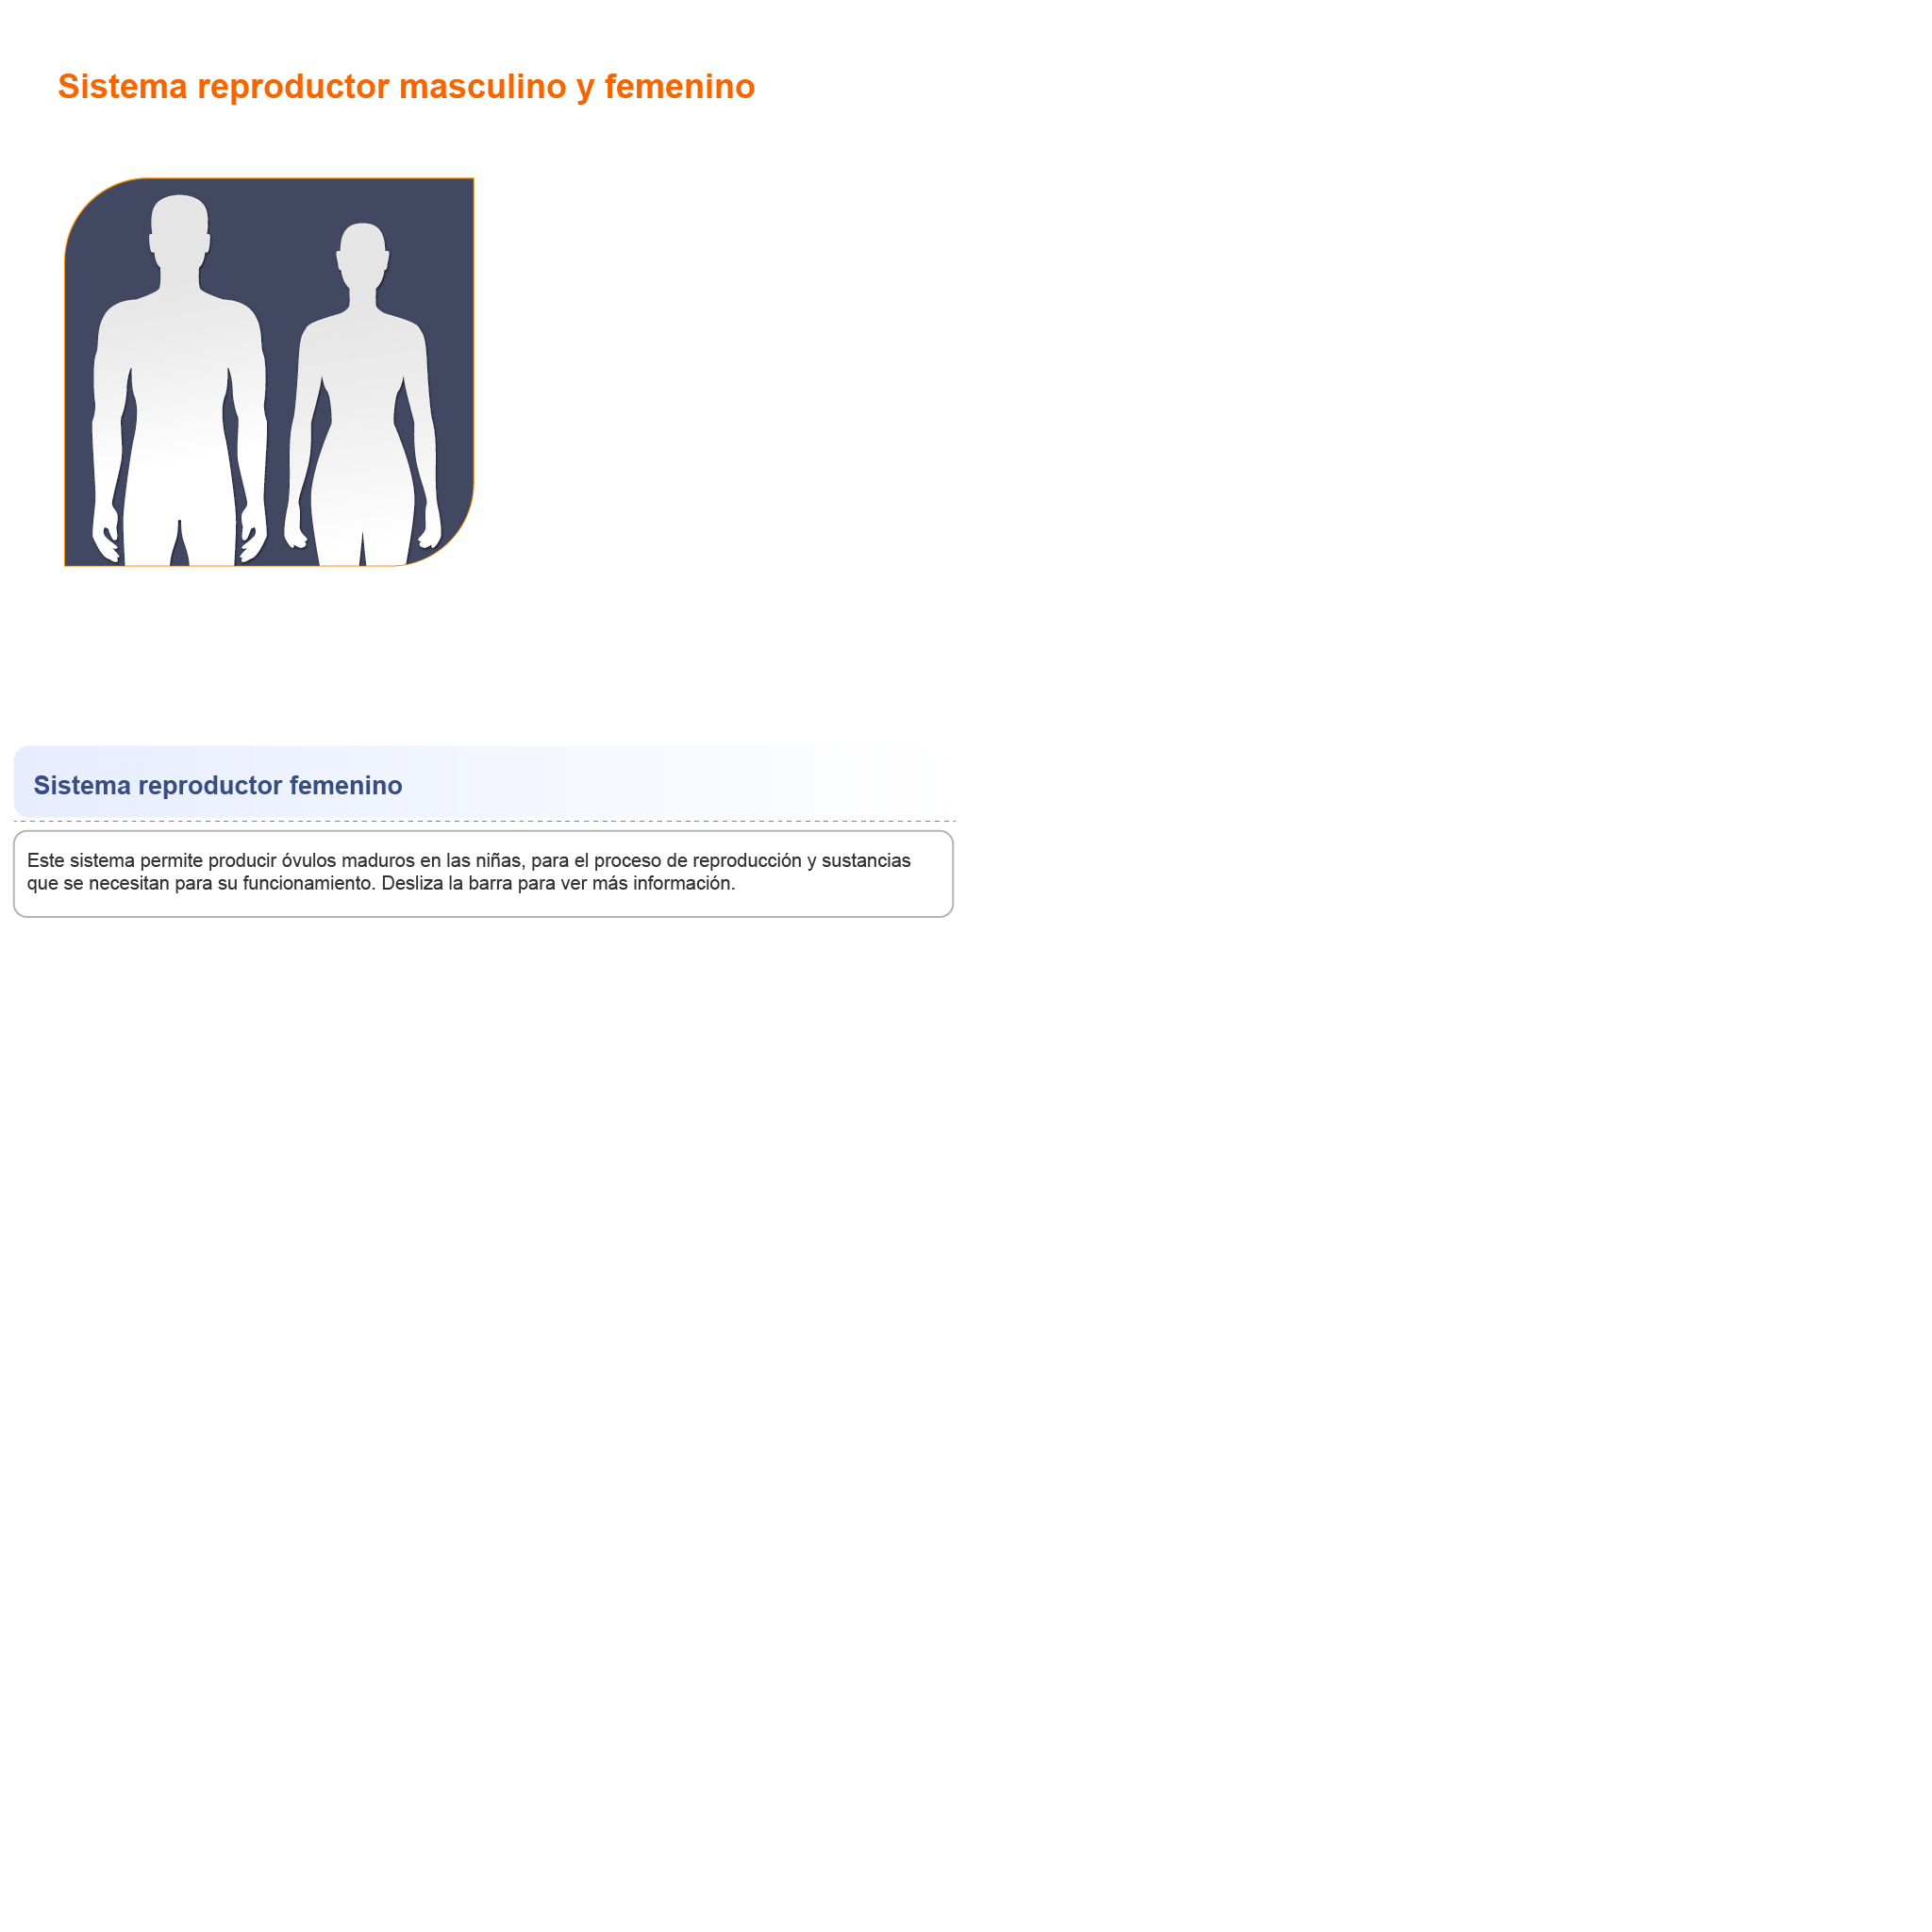 Sistema reproductor masculino y femenino
Sistema reproductor femenino
Este sistema permite producir óvulos maduros en las niñas, para el proceso de reproducción y sustancias
que se necesitan para su funcionamiento. Desliza la barra para ver más información.